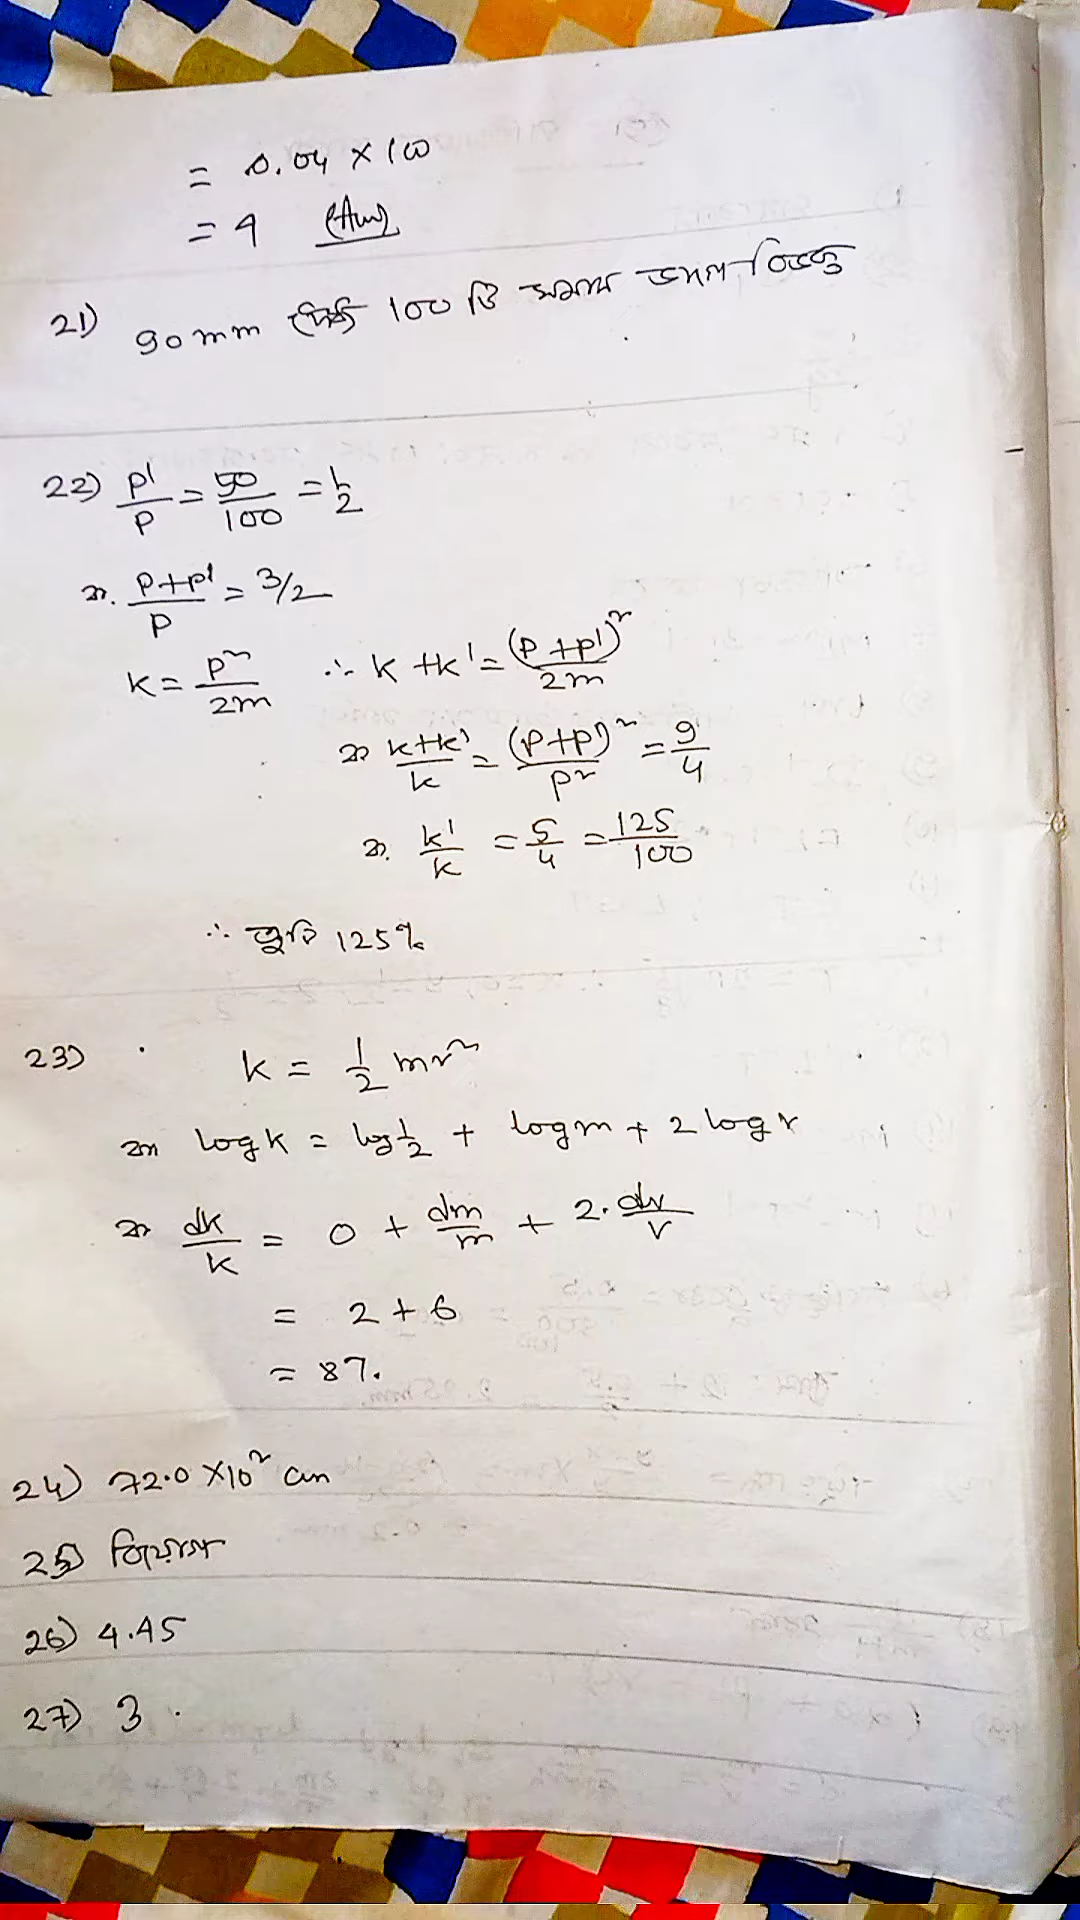 = 0.04 × 100
= 4 (Ans)
21) 90 mm 100 টি সমান ভাগে বিভক্ত
22) p'/p = 50/100 = 1/2
বা. p+p'/p = 3/2
k = p²/2m ∴ k + k' = (p + p')²/2m
বা k+k'/k = (p+p')²/p² = 9/4
বা. k'/k = 5/4 = 125/100
∴ ত্রুটি 125%
23) k = 1/2 mv²
বা log k = log 1/2 + log m + 2 log v
বা dk/k = 0 + dm/m + 2. dv/v
= 2 + 6
= 8%.
24) 72.0 × 10² cm
25)
26) 4.45
27) 3.